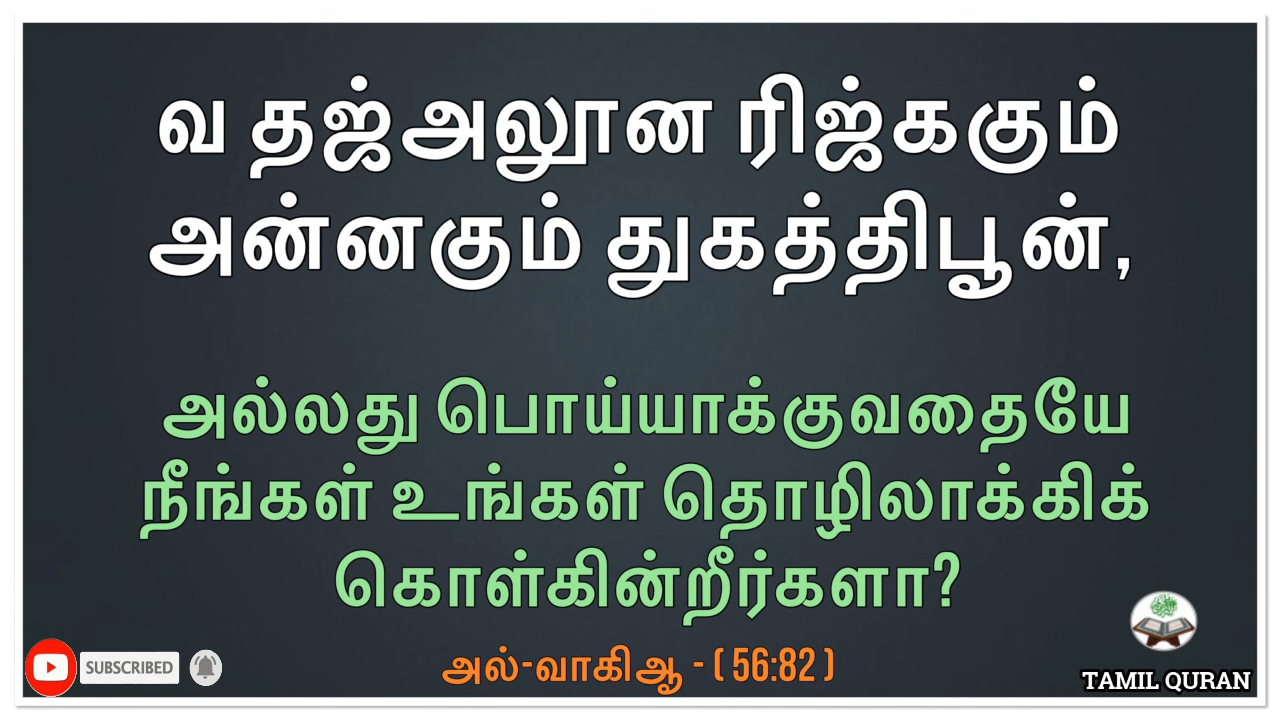 வ தஜ்அலூன ரிஜ்ககும்
அன்னகும் துகத்திபூன்,
அல்லது பொய்யாக்குவதையே
நீங்கள் உங்கள் தொழிலாக்கிக்
கொள்கின்றீர்களா?
அல்-வாகிஆ - ( 56:82 )
SUBSCRIBED
TAMIL QURAN